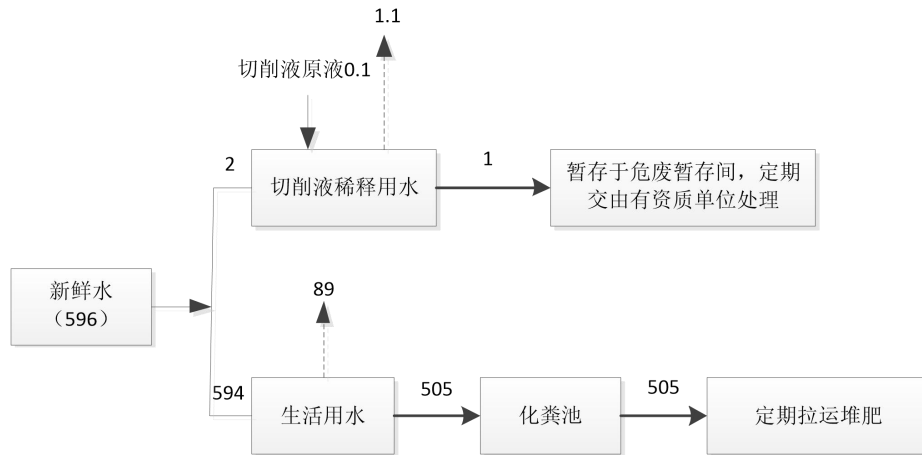 1.1
切削液原液0.1
2
切削液稀释用水
1
暂存于危废暂存间，定期
交由有资质单位处理
新鲜水
（596）
89
594
生活用水
505
化粪池
505
定期拉运堆肥